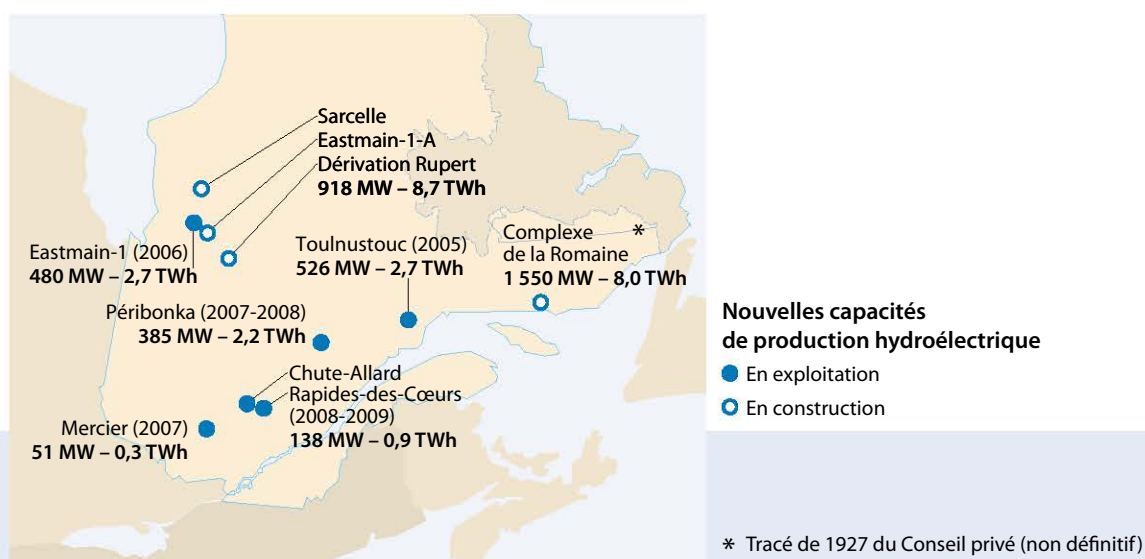 Sarcelle
Eastmain-1-A
Dérivation Rupert
918 MW – 8,7 TWh
Eastmain-1 (2006)
480 MW – 2,7 TWh
Toulnustouc (2005)
526 MW – 2,7 TWh
Complexe *
de la Romaine
1 550 MW – 8,0 TWh
Péribonka (2007-2008)
385 MW – 2,2 TWh
Chute-Allard
Rapides-des-Cœurs
(2008-2009)
138 MW – 0,9 TWh
Mercier (2007)
51 MW – 0,3 TWh
Nouvelles capacités
de production hydroélectrique
En exploitation
En construction
* Tracé de 1927 du Conseil privé (non définitif)